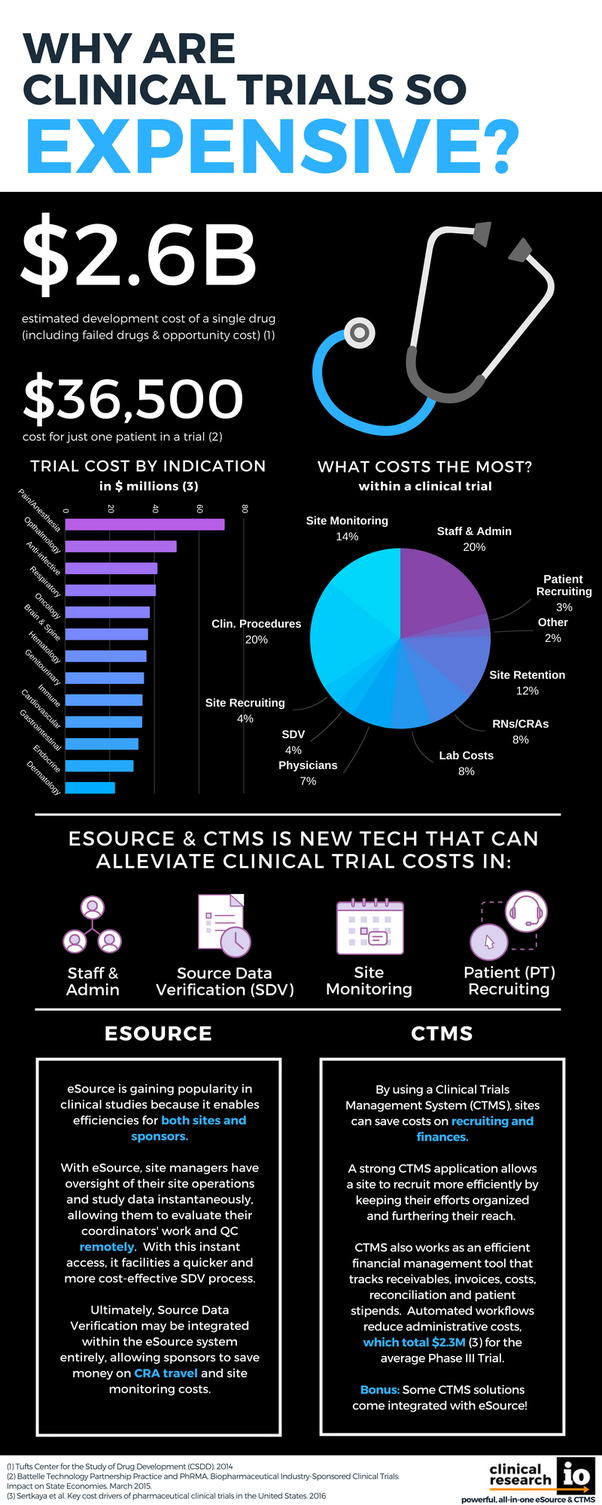 WHY ARE
CLINICAL TRIALS SO
EXPENSIVE?
$2.6B
estimated development cost of a single drug
(including failed drugs & opportunity cost) (1)
$36,500
cost for just one patient in a trial (2)
TRIAL COST BY INDICATION
in $ millions (3)
0
20
40
60
80
Pain/Anesthesia
Opthalmology
Anti-infective
Respiratory
Oncology
Brain & Spine
Hematology
Genitourinary
Immune
Cardiovascular
Gastrointestinal
Endocrine
Dermatology
WHAT COSTS THE MOST?
within a clinical trial
Site Monitoring
14%
Staff & Admin
20%
Patient
Recruiting
3%
Other
2%
Clin. Procedures
20%
Site Retention
12%
Site Recruiting
4%
RNs/CRAs
8%
SDV
4%
Lab Costs
8%
Physicians
7%
ESOURCE & CTMS IS NEW TECH THAT CAN
ALLEVIATE CLINICAL TRIAL COSTS IN:
Staff &
Admin
Source Data
Verification (SDV)
Site
Monitoring
Patient (PT)
Recruiting
ESOURCE
eSource is gaining popularity in
clinical studies because it enables
efficiencies for both sites and
sponsors.
With eSource, site managers have
oversight of their site operations
and study data instantaneously,
allowing them to evaluate their
coordinators' work and QC
remotely. With this instant
access, it facilities a quicker and
more cost-effective SDV process.
Ultimately, Source Data
Verification may be integrated
within the eSource system
entirely, allowing sponsors to save
money on CRA travel and site
monitoring costs.
CTMS
By using a Clinical Trials
Management System (CTMS), sites
can save costs on recruiting and
finances.
A strong CTMS application allows
a site to recruit more efficiently by
keeping their efforts organized
and furthering their reach.
CTMS also works as an efficient
financial management tool that
tracks receivables, invoices, costs,
reconciliation and patient
stipends. Automated workflows
reduce administrative costs,
which total $2.3M (3) for the
average Phase III Trial.
Bonus: Some CTMS solutions
come integrated with eSource!
(1) Tufts Center for the Study of Drug Development (CSDD). 2014
(2) Battelle Technology Partnership Practice and PhRMA. Biopharmaceutical Industry-Sponsored Clinical Trials:
Impact on State Economies. March 2015.
(3) Sertkaya et al. Key cost drivers of pharmaceutical clinical trials in the United States. 2016
clinical
research
io
powerful, all-in-one eSource & CTMS